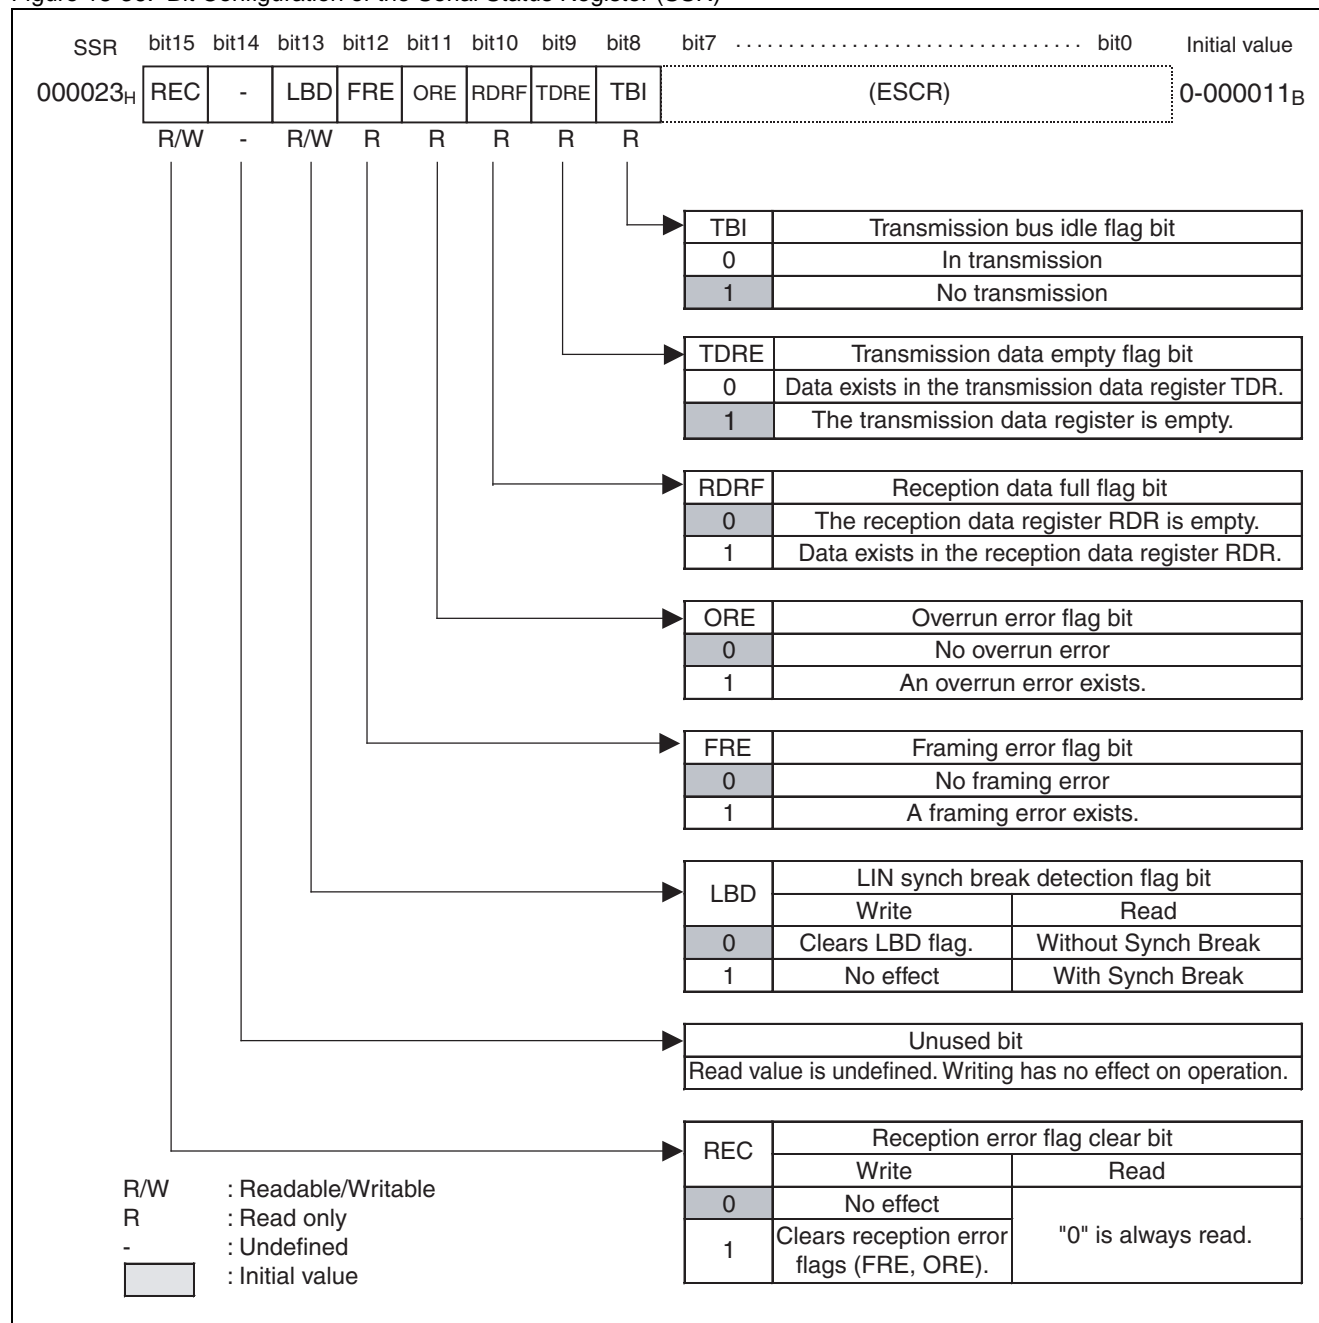 SSR bit15 bit14 bit13 bit12 bit11 bit10 bit9 bit8 bit7 ································· bit0 Initial value
000023H REC - LBD FRE ORE RDRF TDRE TBI (ESCR) 0-000011B
R/W - R/W R R R R R
TBI Transmission bus idle flag bit
0 In transmission
1 No transmission
TDRE Transmission data empty flag bit
0 Data exists in the transmission data register TDR.
1 The transmission data register is empty.
RDRF Reception data full flag bit
0 The reception data register RDR is empty.
1 Data exists in the reception data register RDR.
ORE Overrun error flag bit
0 No overrun error
1 An overrun error exists.
FRE Framing error flag bit
0 No framing error
1 A framing error exists.
LBD LIN synch break detection flag bit
Write Read
0 Clears LBD flag. Without Synch Break
1 No effect With Synch Break
Unused bit
Read value is undefined. Writing has no effect on operation.
REC Reception error flag clear bit
Write Read
0 No effect "0" is always read.
1 Clears reception error
flags (FRE, ORE).
R/W : Readable/Writable
R : Read only
- : Undefined
: Initial value